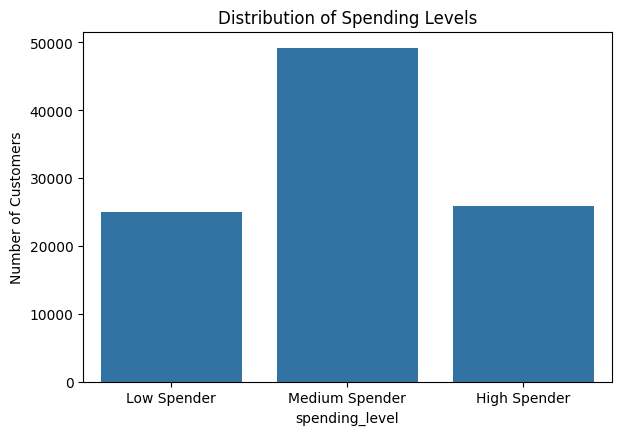 Distribution of Spending Levels
Number of Customers
50000
40000
30000
20000
10000
0
Low Spender
Medium Spender
High Spender
spending_level